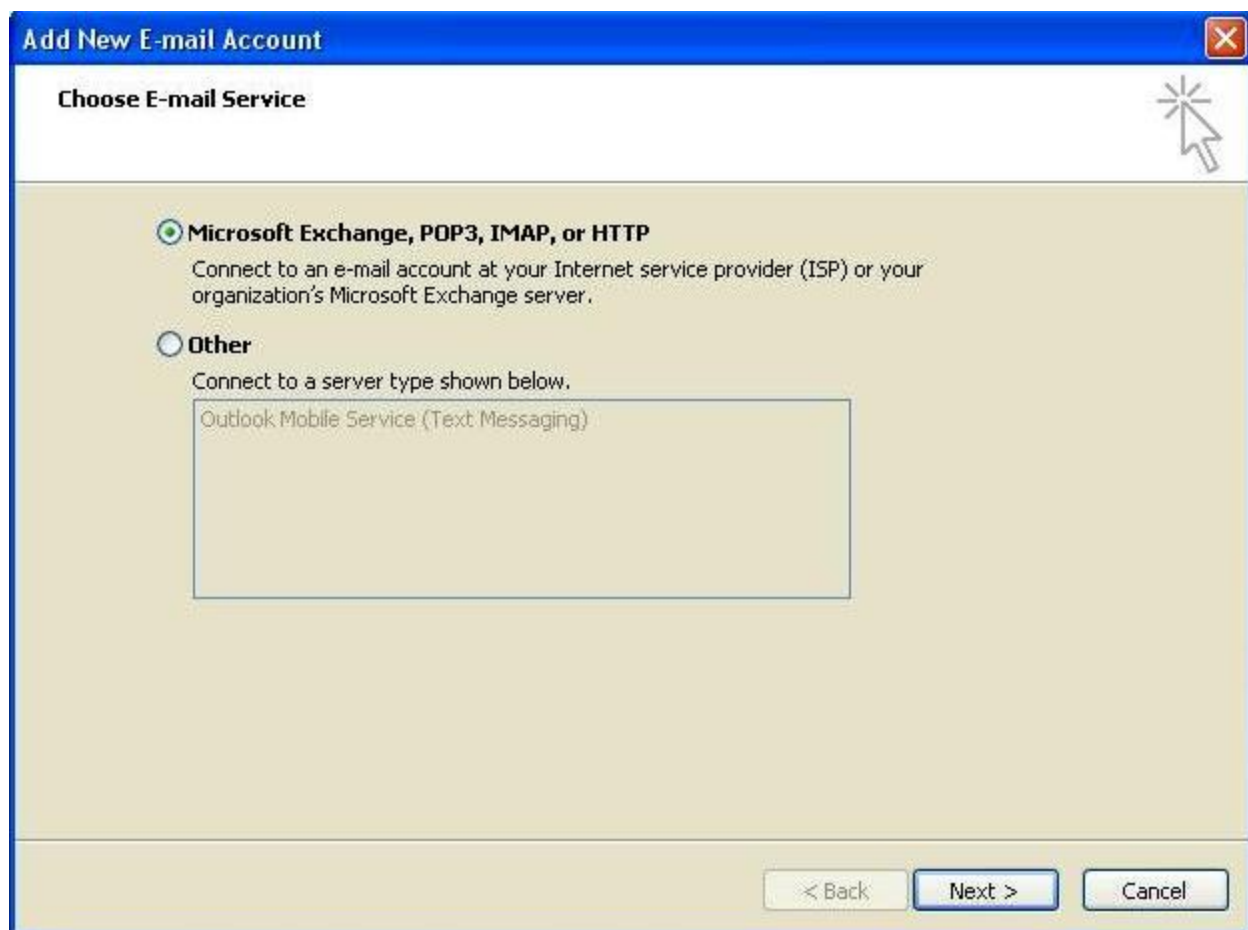 Add New E-mail Account
Choose E-mail Service
Microsoft Exchange, POP3, IMAP, or HTTP
Connect to an e-mail account at your Internet service provider (ISP) or your
organization's Microsoft Exchange server.
Other
Connect to a server type shown below.
Outlook Mobile Service (Text Messaging)
< Back Next > Cancel